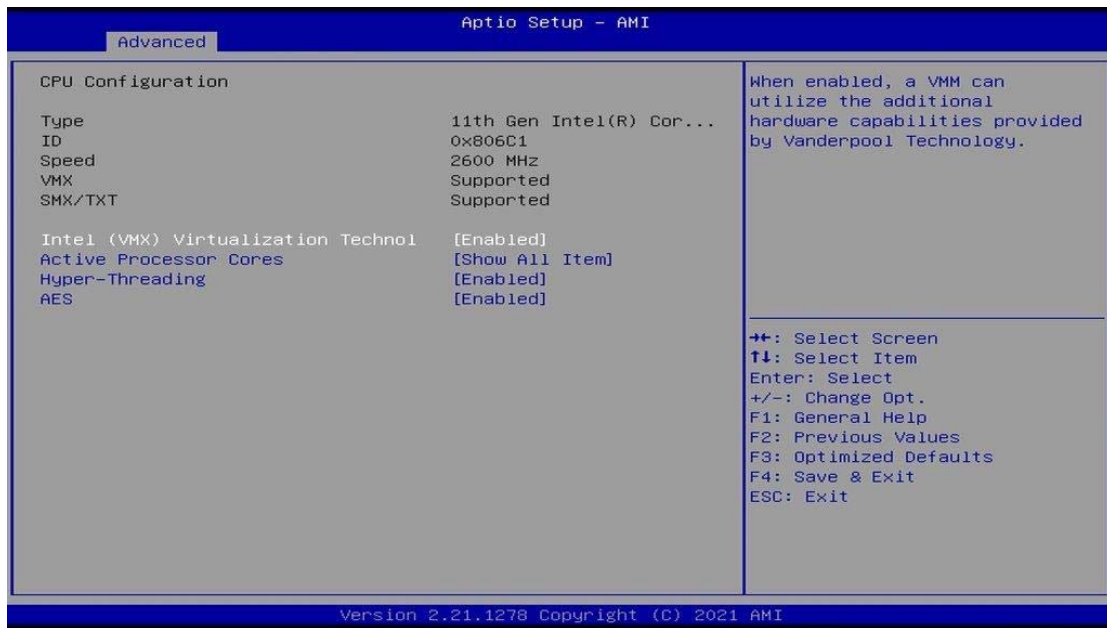 Aptio Setup – AMI
Advanced
CPU Configuration
Type 11th Gen Intel(R) Cor...
ID 0x806C1
Speed 2600 MHz
VMX Supported
SMX/TXT Supported
Intel (VMX) Virtualization Technol [Enabled]
Active Processor Cores [Show All Item]
Hyper-Threading [Enabled]
AES [Enabled]
When enabled, a VMM can
utilize the additional
hardware capabilities provided
by Vanderpool Technology.
→←: Select Screen
↑↓: Select Item
Enter: Select
+/-: Change Opt.
F1: General Help
F2: Previous Values
F3: Optimized Defaults
F4: Save & Exit
ESC: Exit
Version 2.21.1278 Copyright (C) 2021 AMI